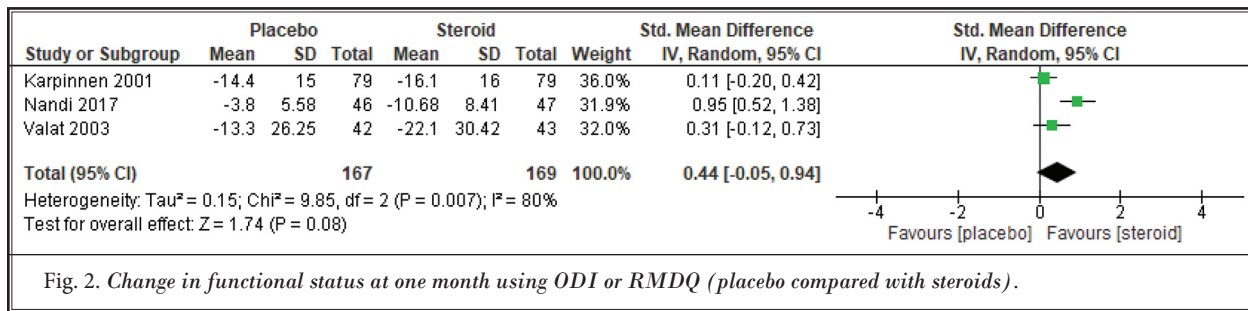 Placebo Steroid Std. Mean Difference Std. Mean Difference
Study or Subgroup Mean SD Total Mean SD Total Weight IV, Random, 95% CI IV, Random, 95% CI
Karpinnen 2001 -14.4 15 79 -16.1 16 79 36.0% 0.11 [-0.20, 0.42]
Nandi 2017 -3.8 5.58 46 -10.68 8.41 47 31.9% 0.95 [0.52, 1.38]
Valat 2003 -13.3 26.25 42 -22.1 30.42 43 32.0% 0.31 [-0.12, 0.73]
Total (95% CI) 167 169 100.0% 0.44 [-0.05, 0.94]
Heterogeneity: Tau² = 0.15; Chi² = 9.85, df = 2 (P = 0.007); I² = 80%
Test for overall effect: Z = 1.74 (P = 0.08)
-4 -2 0 2 4
Favours [placebo] Favours [steroid]
Fig. 2. Change in functional status at one month using ODI or RMDQ (placebo compared with steroids).